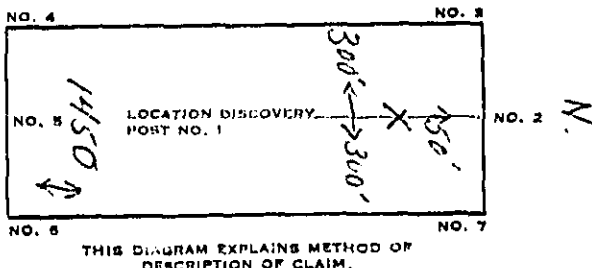 NO. 4 NO. 3
300'
NO. 5 1450 LOCATION DISCOVERY POST NO. 1 X 50' NO. 2 N.
300'
NO. 6 NO. 7
THIS DIAGRAM EXPLAINS METHOD OF
DESCRIPTION OF CLAIM.